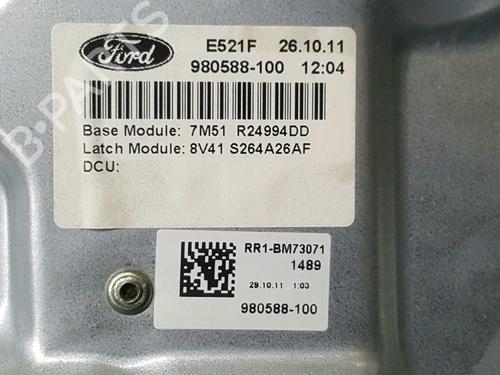 Ford
E521F 26.10.11
980588-100 12:04
Base Module: 7M51 R24994DD
Latch Module: 8V41 S264A26AF
DCU:
RR1-BM73071
1489
29.10.11 1:03
980588-100
B-PARTS